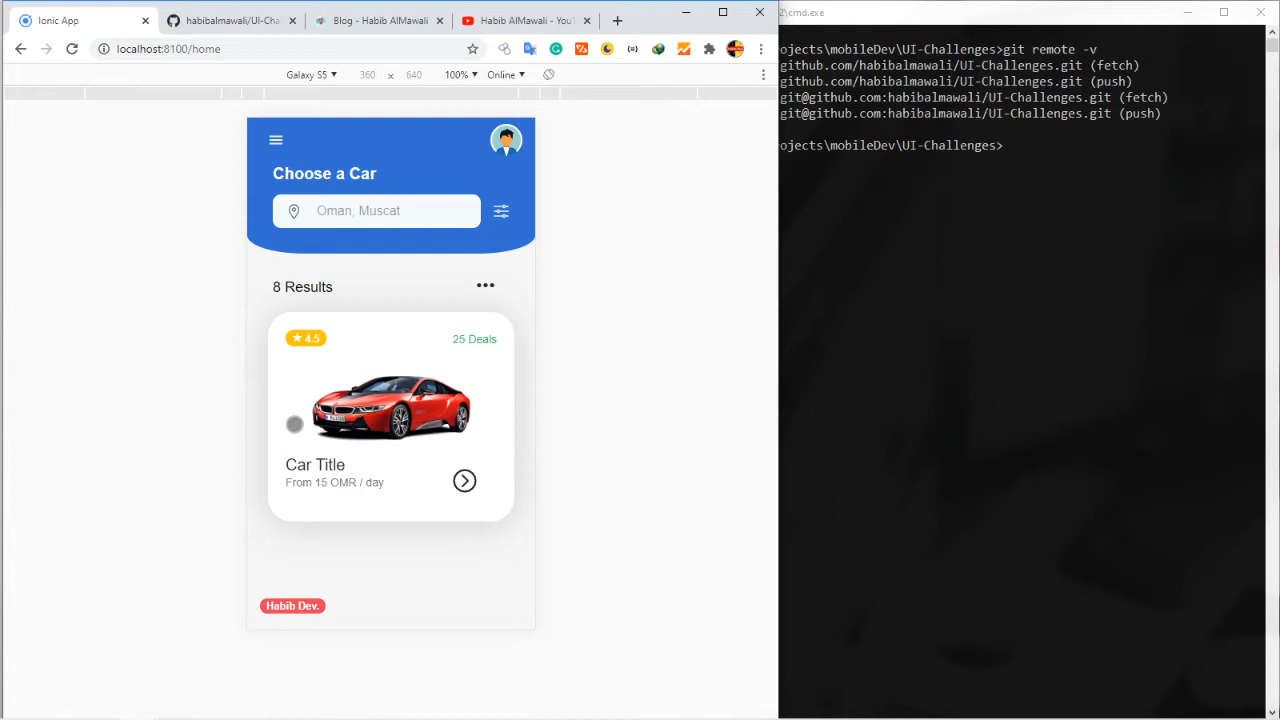 Ionic App
habibalmawali/UI-Cha
Blog - Habib AlMawali
Habib AlMawali - YouT
2\cmd.exe
localhost:8100/home
Galaxy S5 ▼ 360 x 640 100% ▼ Online ▼
ojects\mobileDev\UI-Challenges>git remote -v
github.com/habibalmawali/UI-Challenges.git (fetch)
github.com/habibalmawali/UI-Challenges.git (push)
git@github.com:habibalmawali/UI-Challenges.git (fetch)
git@github.com:habibalmawali/UI-Challenges.git (push)
ojects\mobileDev\UI-Challenges>
Choose a Car
Oman, Muscat
8 Results
★ 4.5
25 Deals
Car Title
From 15 OMR / day
Habib Dev.